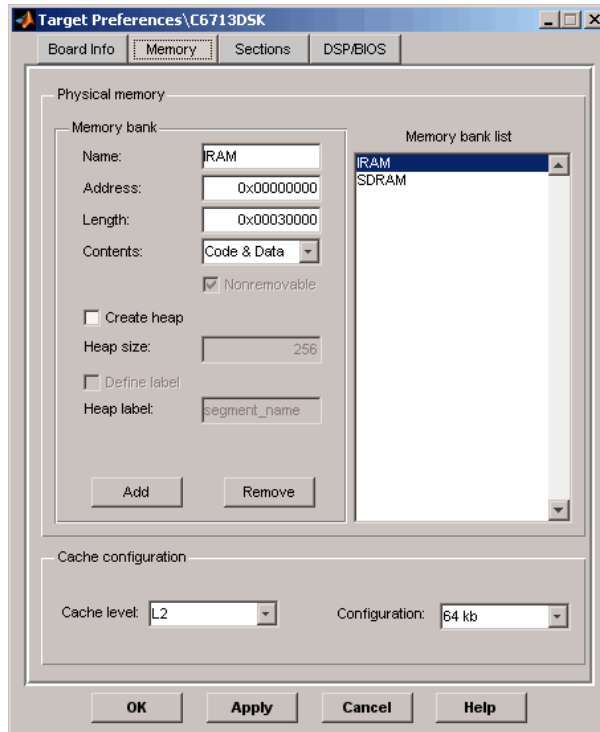 Target Preferences\C6713DSK
Board Info Memory Sections DSP/BIOS
Physical memory
Memory bank
Memory bank list
Name: IRAM
IRAM
SDRAM
Address: 0x00000000
Length: 0x00030000
Contents: Code & Data
Nonremovable
Create heap
Heap size: 256
Define label
Heap label: segment_name
Add Remove
Cache configuration
Cache level: L2 Configuration: 64 kb
OK Apply Cancel Help